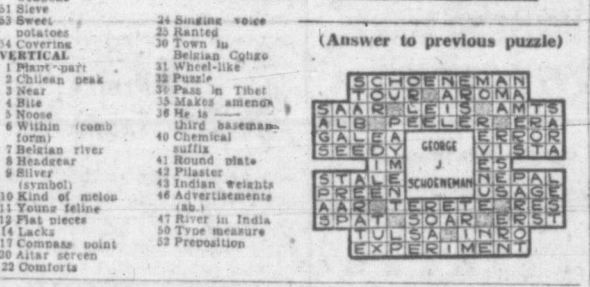 51 Sieve
53 Sweet
potatoes
54 Covering
VERTICAL
1 Plant part
2 Chilean peak
3 Near
4 Bite
5 Noose
6 Within (comb
form)
7 Belgian river
8 Headgear
9 Silver
(symbol)
10 Kind of melon
11 Young feline
12 Flat pieces
14 Lacks
17 Compass point
20 Altar screen
22 Comforts
24 Singing voice
25 Ranted
30 Town in
Belgian Congo
31 Wheel-like
32 Puzzle
Pass in Tibet
35 Makes amends
36 He is —
third baseman
40 Chemical
suffix
41 Round plate
42 Pilaster
43 Indian weights
46 Advertisements
(ab.)
47 River in India
50 Type measure
52 Preposition
(Answer to previous puzzle)
SCHOENEMAN
TOUR AROMA
SAAR LEIS AMTS
ALB PEELER ERA
GALEA ERROR
SEEDY VISTA
IM ES
STALE NEPAL
PREEN USAGE
AAR TERETE RES
SPAT SOAR ERST
TULSA INRO
EXPERIMENT
GEORGE
J.
SCHOENEMAN